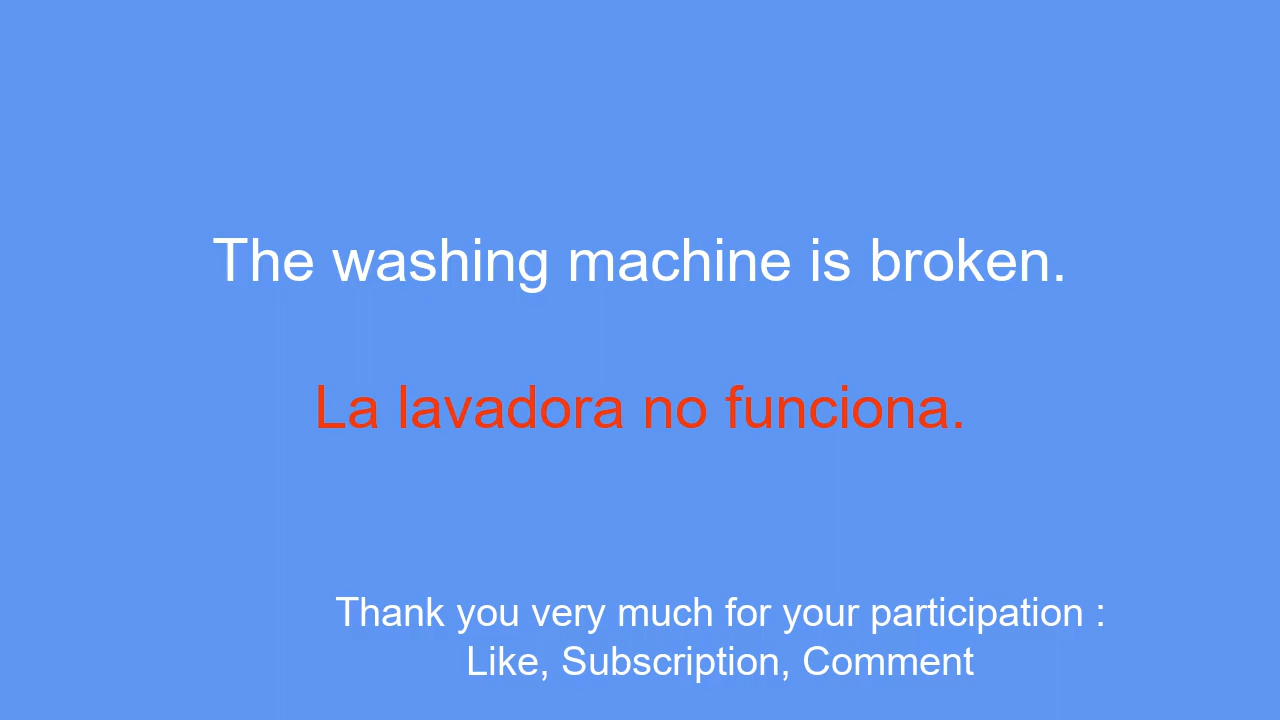 The washing machine is broken.
La lavadora no funciona.
Thank you very much for your participation :
Like, Subscription, Comment